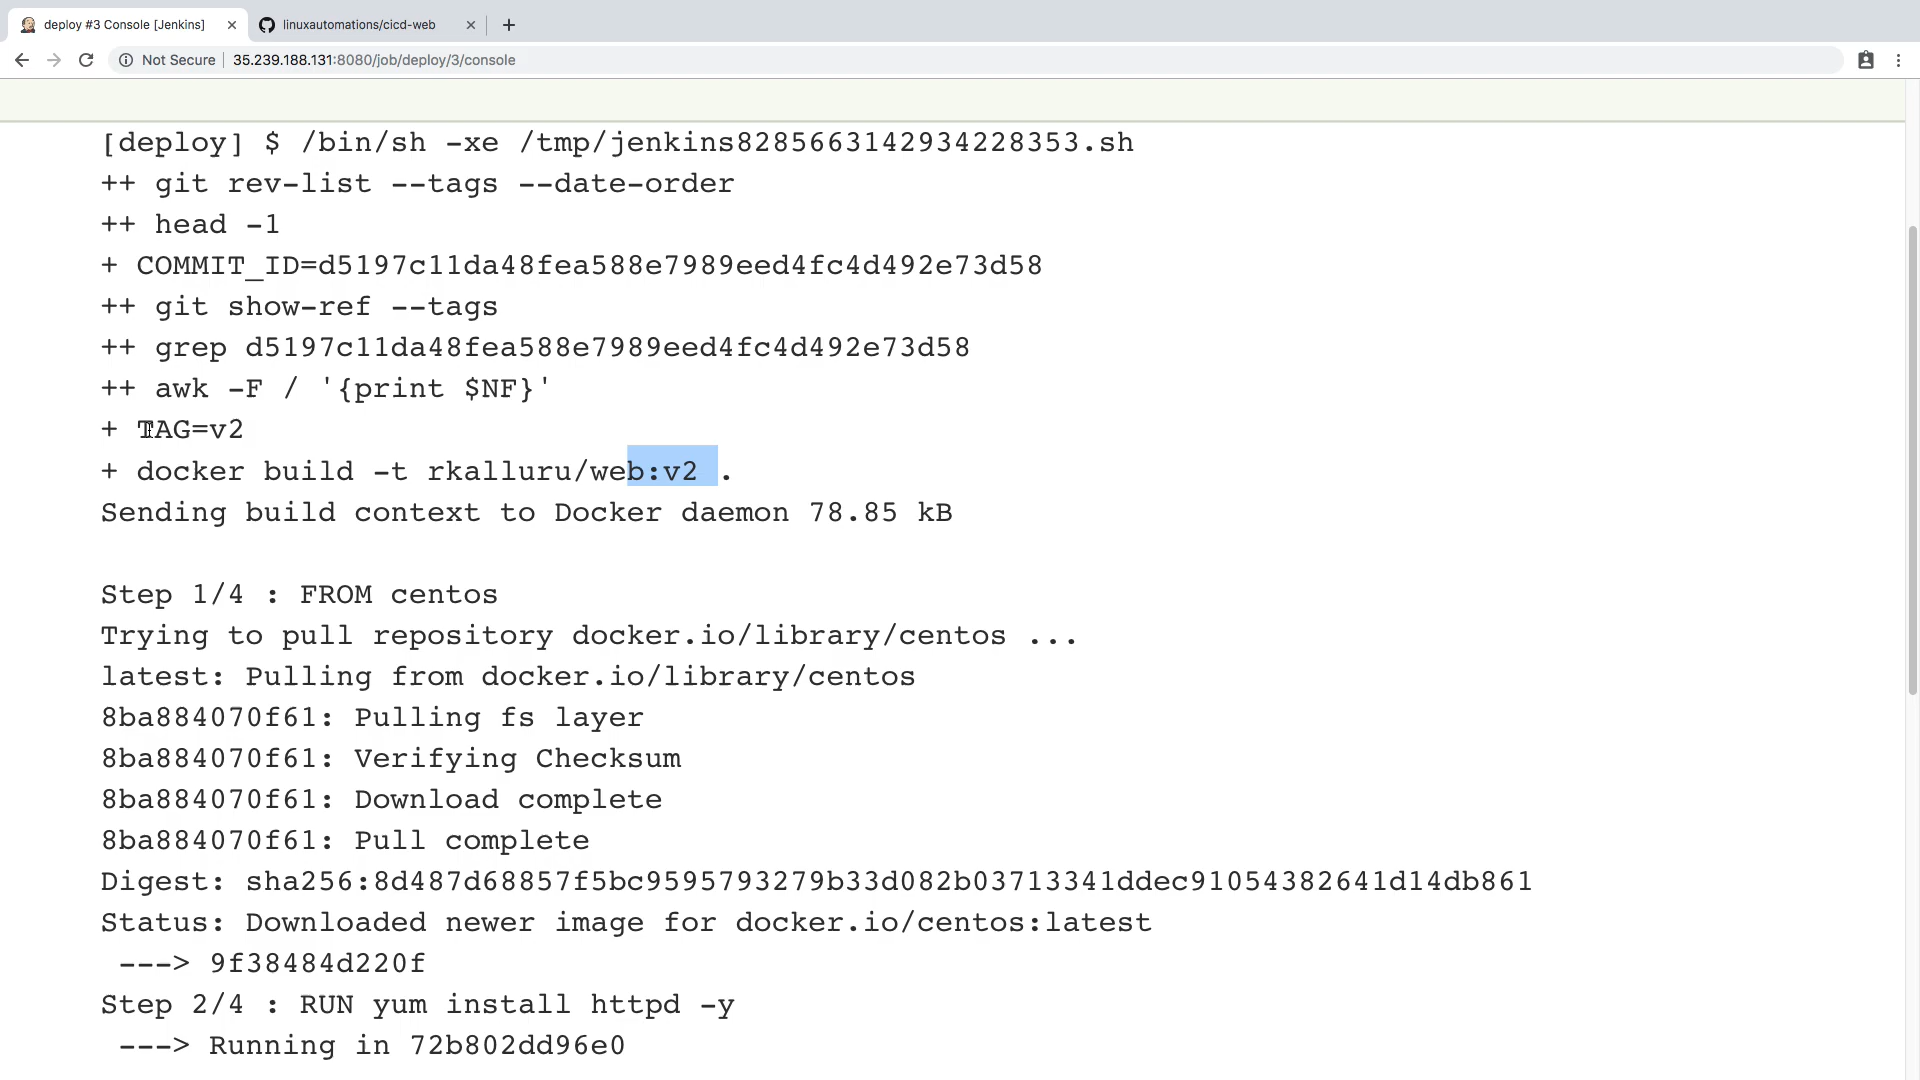 deploy #3 Console [Jenkins]
linuxautomations/cicd-web
Not Secure
35.239.188.131:8080/job/deploy/3/console
[deploy] $ /bin/sh -xe /tmp/jenkins8285663142934228353.sh
++ git rev-list --tags --date-order
++ head -1
+ COMMIT_ID=d5197c11da48fea588e7989eed4fc4d492e73d58
++ git show-ref --tags
++ grep d5197c11da48fea588e7989eed4fc4d492e73d58
++ awk -F / '{print $NF}'
+ TAG=v2
+ docker build -t rkalluru/web:v2 .
Sending build context to Docker daemon 78.85 kB
Step 1/4 : FROM centos
Trying to pull repository docker.io/library/centos ...
latest: Pulling from docker.io/library/centos
8ba884070f61: Pulling fs layer
8ba884070f61: Verifying Checksum
8ba884070f61: Download complete
8ba884070f61: Pull complete
Digest: sha256:8d487d68857f5bc9595793279b33d082b03713341ddec91054382641d14db861
Status: Downloaded newer image for docker.io/centos:latest
---> 9f38484d220f
Step 2/4 : RUN yum install httpd -y
---> Running in 72b802dd96e0